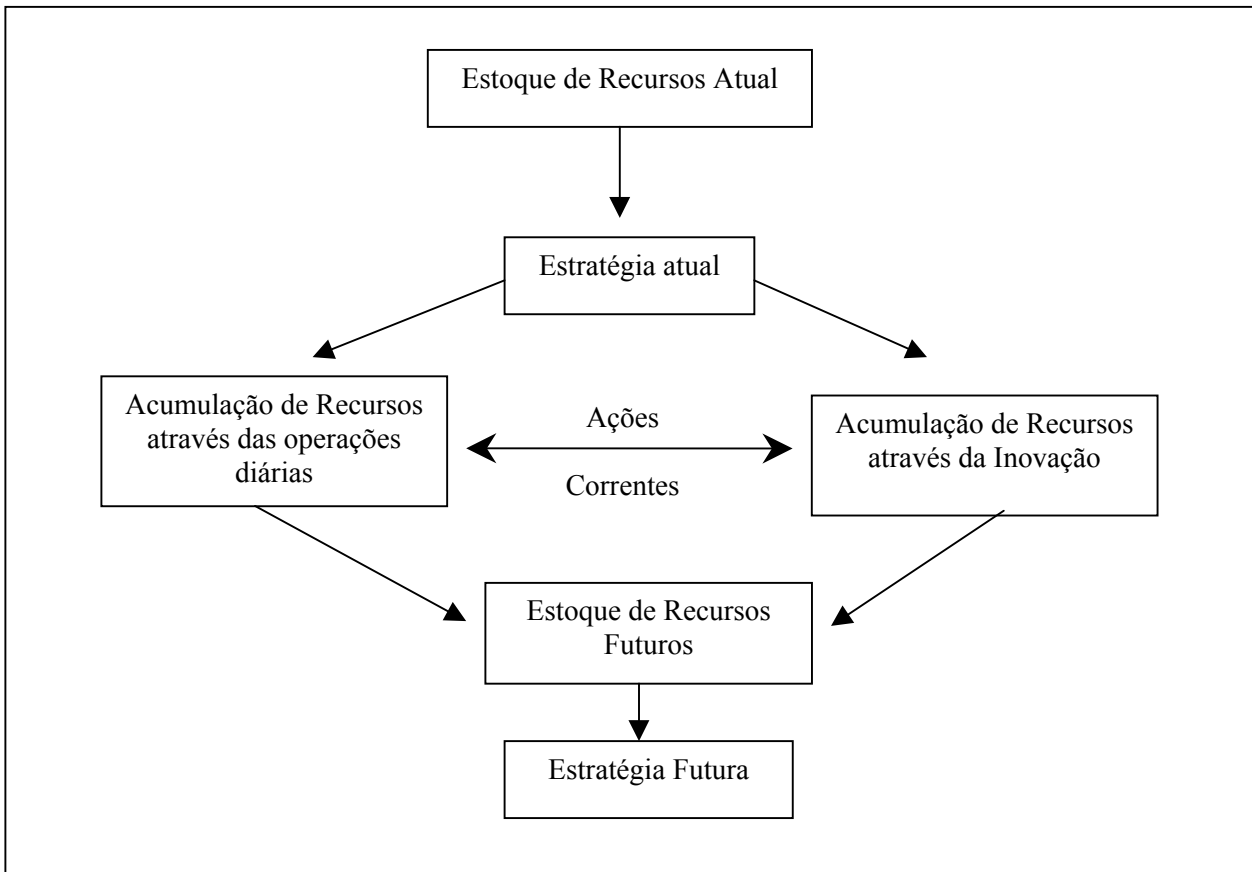 Estoque de Recursos Atual
Estratégia atual
Acumulação de Recursos
através das operações
diárias
Ações
Correntes
Acumulação de Recursos
através da Inovação
Estoque de Recursos
Futuros
Estratégia Futura